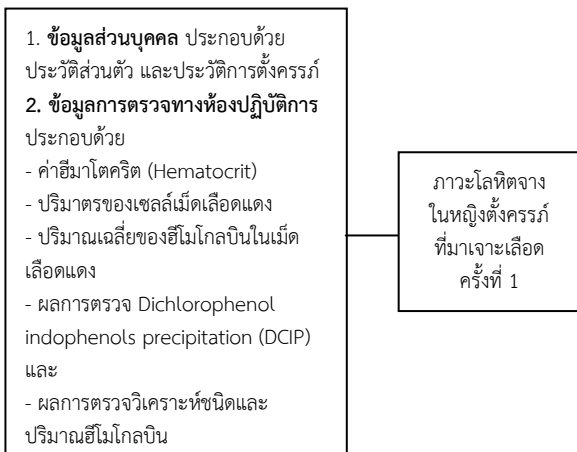 1. ข้อมูลส่วนบุคคล ประกอบด้วย
ประวัติส่วนตัว และประวัติการตั้งครรภ์
2. ข้อมูลการตรวจทางห้องปฏิบัติการ
ประกอบด้วย
- ค่าฮีมาโตคริต (Hematocrit)
- ปริมาตรของเซลล์เม็ดเลือดแดง
- ปริมาณเฉลี่ยของฮีโมโกลบินในเม็ด
เลือดแดง
- ผลการตรวจ Dichlorophenol
indophenols precipitation (DCIP)
และ
- ผลการตรวจวิเคราะห์ชนิดและ
ปริมาณฮีโมโกลบิน
ภาวะโลหิตจาง
ในหญิงตั้งครรภ์
ที่มาเจาะเลือด
ครั้งที่ 1